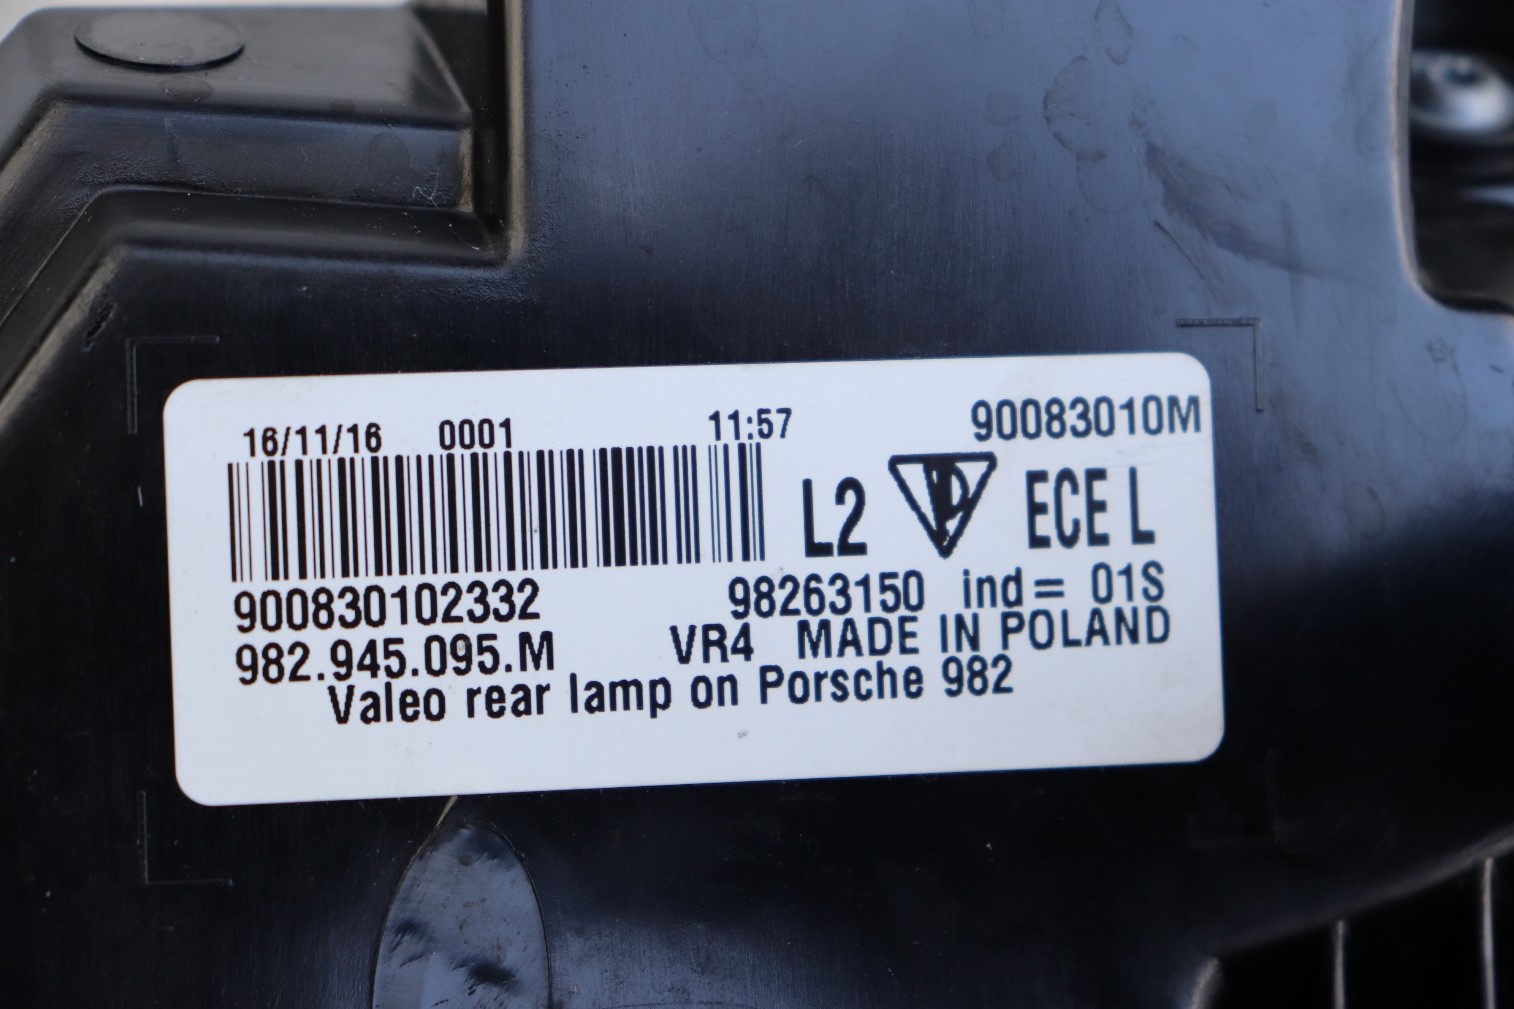 16/11/16 0001 11:57 90083010M
L2 P ECE L
900830102332 98263150 ind= 01S
982.945.095.M VR4 MADE IN POLAND
Valeo rear lamp on Porsche 982